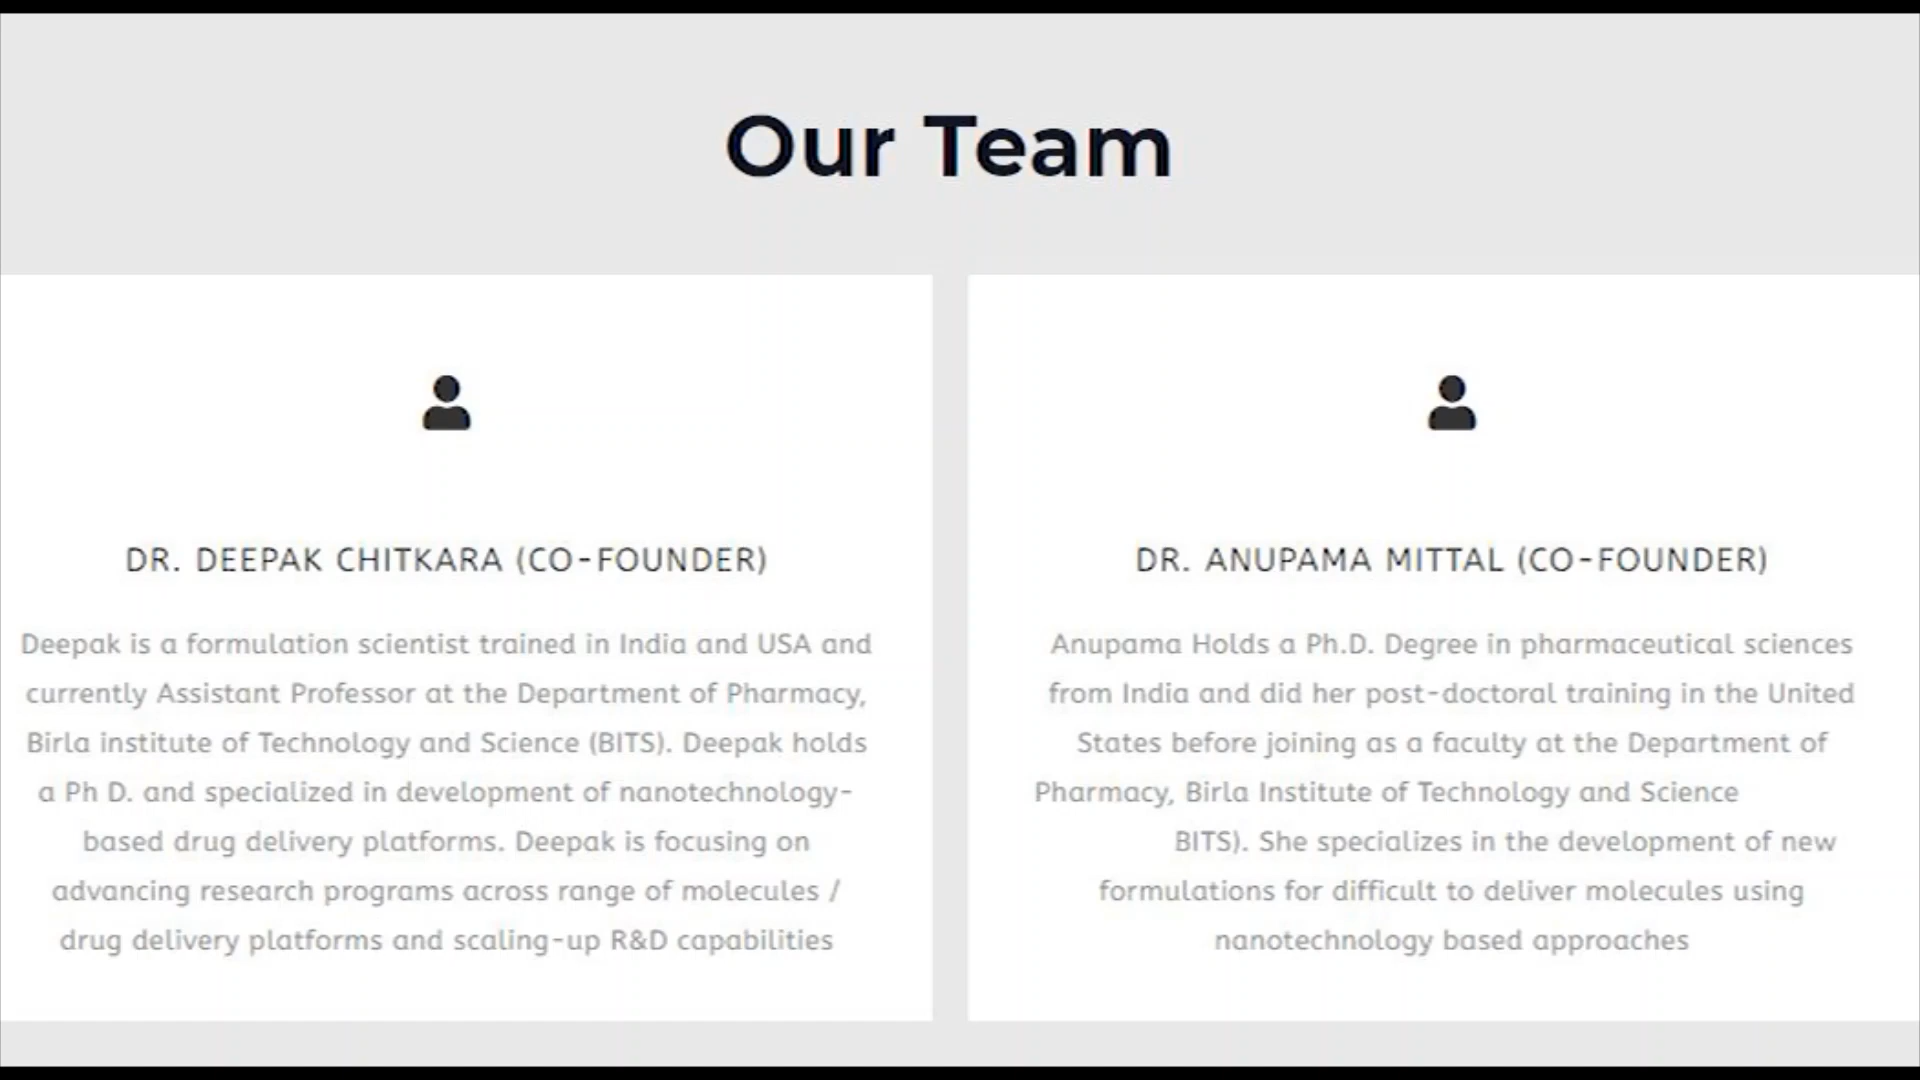 Our Team
DR. DEEPAK CHITKARA (CO-FOUNDER)
Deepak is a formulation scientist trained in India and USA and
currently Assistant Professor at the Department of Pharmacy,
Birla institute of Technology and Science (BITS). Deepak holds
a Ph D. and specialized in development of nanotechnology-
based drug delivery platforms. Deepak is focusing on
advancing research programs across range of molecules /
drug delivery platforms and scaling-up R&D capabilities
DR. ANUPAMA MITTAL (CO-FOUNDER)
Anupama Holds a Ph.D. Degree in pharmaceutical sciences
from India and did her post-doctoral training in the United
States before joining as a faculty at the Department of
Pharmacy, Birla Institute of Technology and Science
BITS). She specializes in the development of new
formulations for difficult to deliver molecules using
nanotechnology based approaches